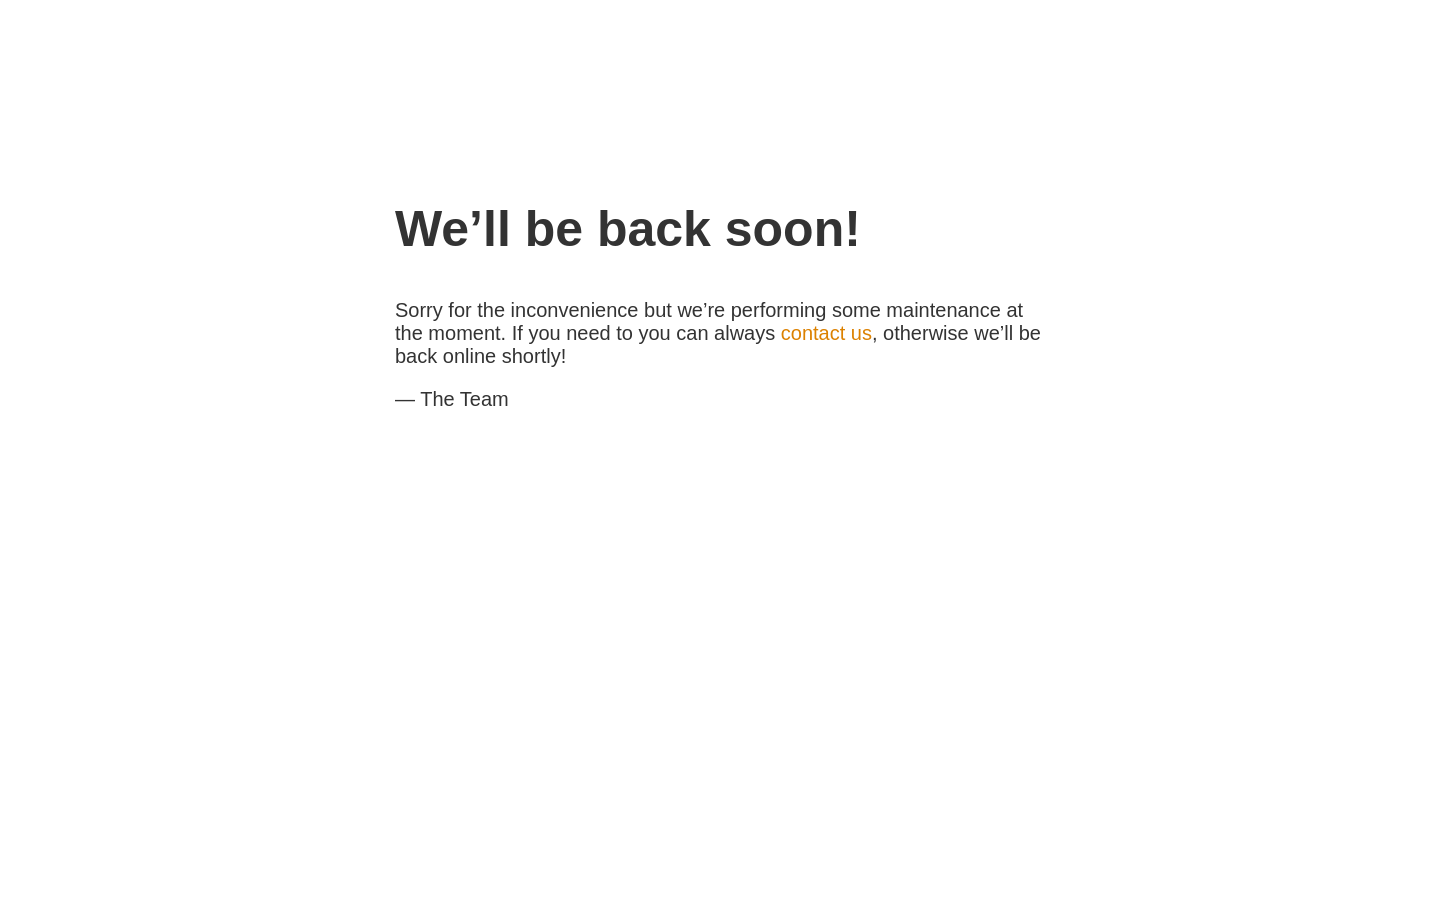 We’ll be back soon!
Sorry for the inconvenience but we’re performing some maintenance at
the moment. If you need to you can always contact us, otherwise we’ll be
back online shortly!
— The Team